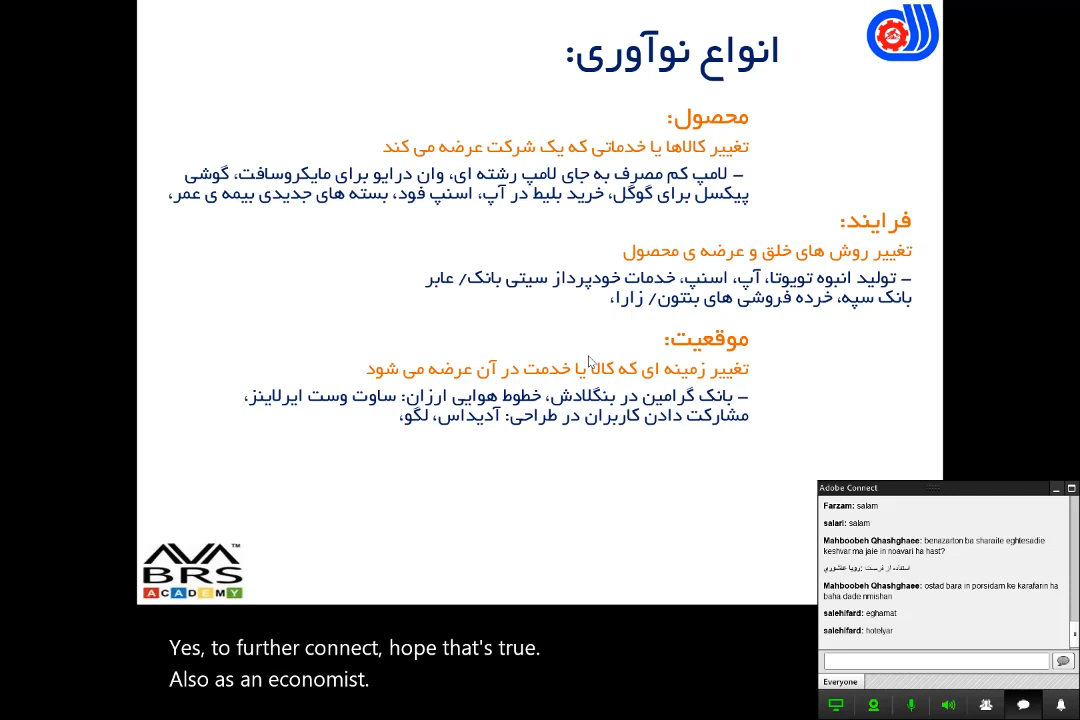 انواع نوآوری:
محصول:
تغییر کالاها یا خدماتی که یک شرکت عرضه می کند
– لامپ کم مصرف به جای لامپ رشته ای، وان درایو برای مایکروسافت، گوشی
پیکسل برای گوگل، خرید بلیط در آپ، اسنپ فود، بسته های جدیدی بیمه ی عمر،
فرایند:
تغییر روش های خلق و عرضه ی محصول
– تولید انبوه تویوتا، آپ، اسنپ، خدمات خودپرداز سیتی بانک/ عابر
بانک سپه، خرده فروشی های بنتون/ زارا،
موقعیت:
تغییر زمینه ای که کالا یا خدمت در آن عرضه می شود
– بانک گرامین در بنگلادش، خطوط هوایی ارزان: ساوت وست ایرلاینز،
مشارکت دادن کاربران در طراحی: آدیداس، لگو،
AVA™
BRS
ACADEMY
Adobe Connect
Farzam: salam
salari: salam
Mahboobeh Qhashghaee: benazarton ba sharaite eghtesadie
keshvar ma jaie in noavari ha hast?
استفاده از فرصت
Mahboobeh Qhashghaee: ostad bara in porsidam ke karafarin ha
baha dade nmishan
salehifard: eghamat
salehifard: hotelyar
Everyone
Yes, to further connect, hope that's true.
Also as an economist.